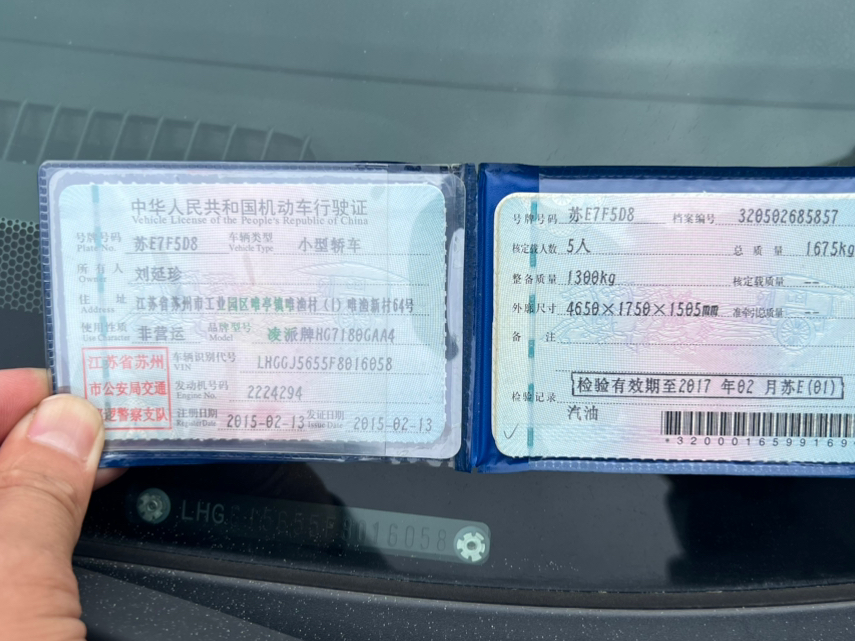 中华人民共和国机动车行驶证
Vehicle License of the People's Republic of China
号牌号码 苏E7F5D8 车辆类型 小型轿车
Plate No. Vehicle Type
所有人 刘延珍
Owner
住址 江苏省苏州市工业园区唯亭镇唯渔村(1)唯渔新村64号
Address
使用性质 非营运 品牌型号 凌派牌HG7180GAA4
Use Character Model
江苏省苏州
市公安局交通
巡逻警察支队
车辆识别代号 LHGGJ5655F8016058
VIN
发动机号码 2224294
Engine No.
注册日期 2015-02-13 发证日期 2015-02-13
Register Date Issue Date
号牌号码 苏E7F5D8 档案编号 320502685857
核定载人数 5人 总质量 1675kg
整备质量 1300kg 核定载质量 --
外廓尺寸 4650×1750×1505mm 准牵引总质量 --
备注
检验有效期至2017年02月苏E(01)
检验记录
汽油
*3200016599169
LHG 8016058